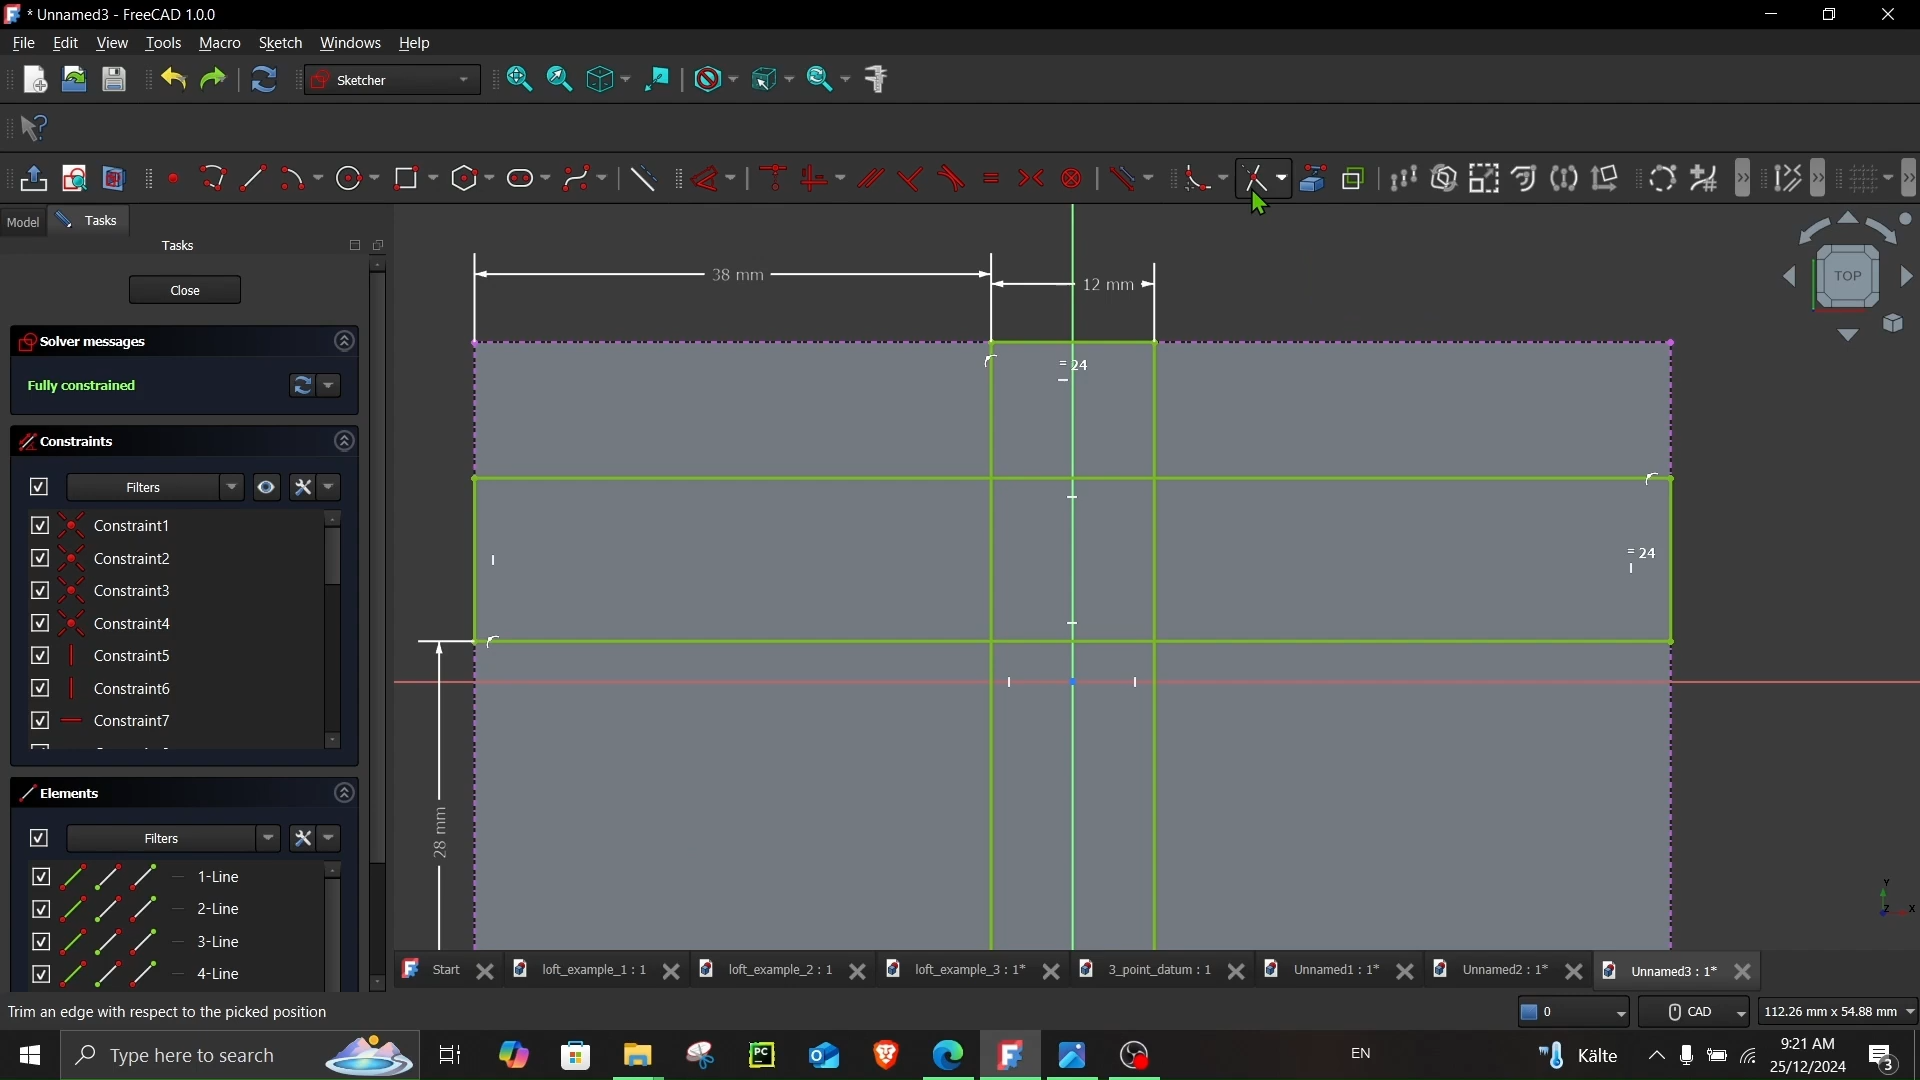 * Unnamed3 - FreeCAD 1.0.0
File Edit View Tools Macro Sketch Windows Help
Sketcher
Model Tasks
Tasks
Close
Solver messages
Fully constrained
Constraints
Filters
Constraint1
Constraint2
Constraint3
Constraint4
Constraint5
Constraint6
Constraint7
Elements
Filters
1-Line
2-Line
3-Line
4-Line
38 mm
12 mm
= 24
= 24
28 mm
TOP
Y
Z X
Start loft_example_1 : 1 loft_example_2 : 1 loft_example_3 : 1* 3_point_datum : 1 Unnamed1 : 1* Unnamed2 : 1* Unnamed3 : 1*
Trim an edge with respect to the picked position
0 CAD 112.26 mm x 54.88 mm
Type here to search
PC
EN
Kälte
9:21 AM
25/12/2024
3